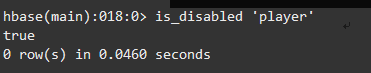 hbase(main):018:0> is_disabled 'player'
true
0 row(s) in 0.0460 seconds